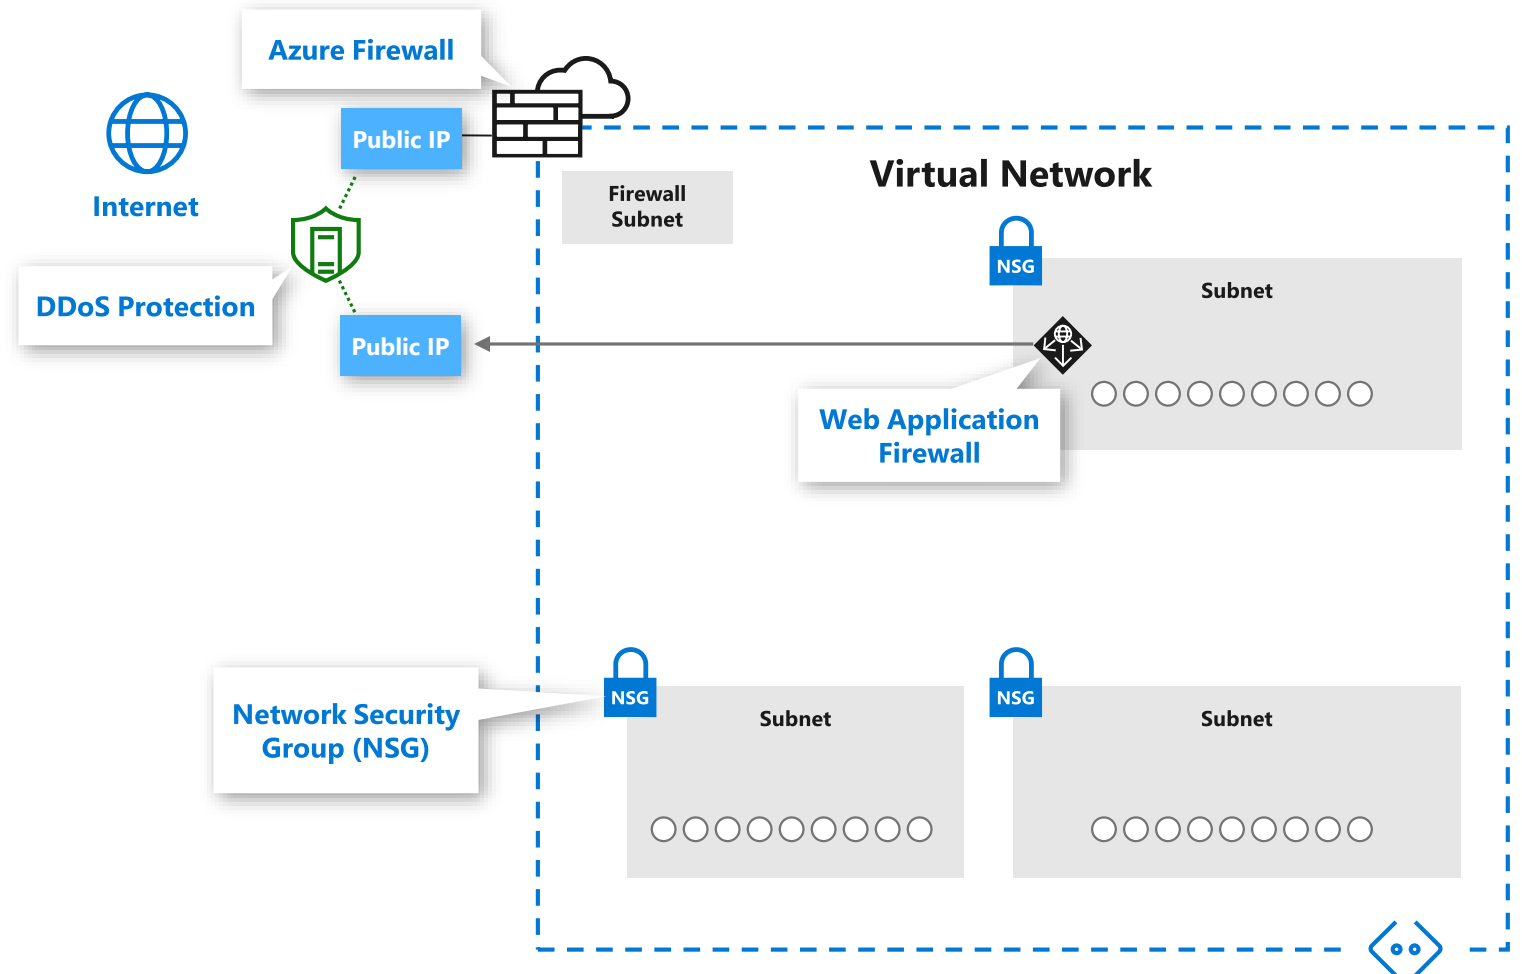 Azure Firewall
Public IP
Internet
Virtual Network
Firewall
Subnet
NSG
Subnet
DDoS Protection
Public IP
Web Application
Firewall
NSG
Subnet
NSG
Subnet
Network Security
Group (NSG)